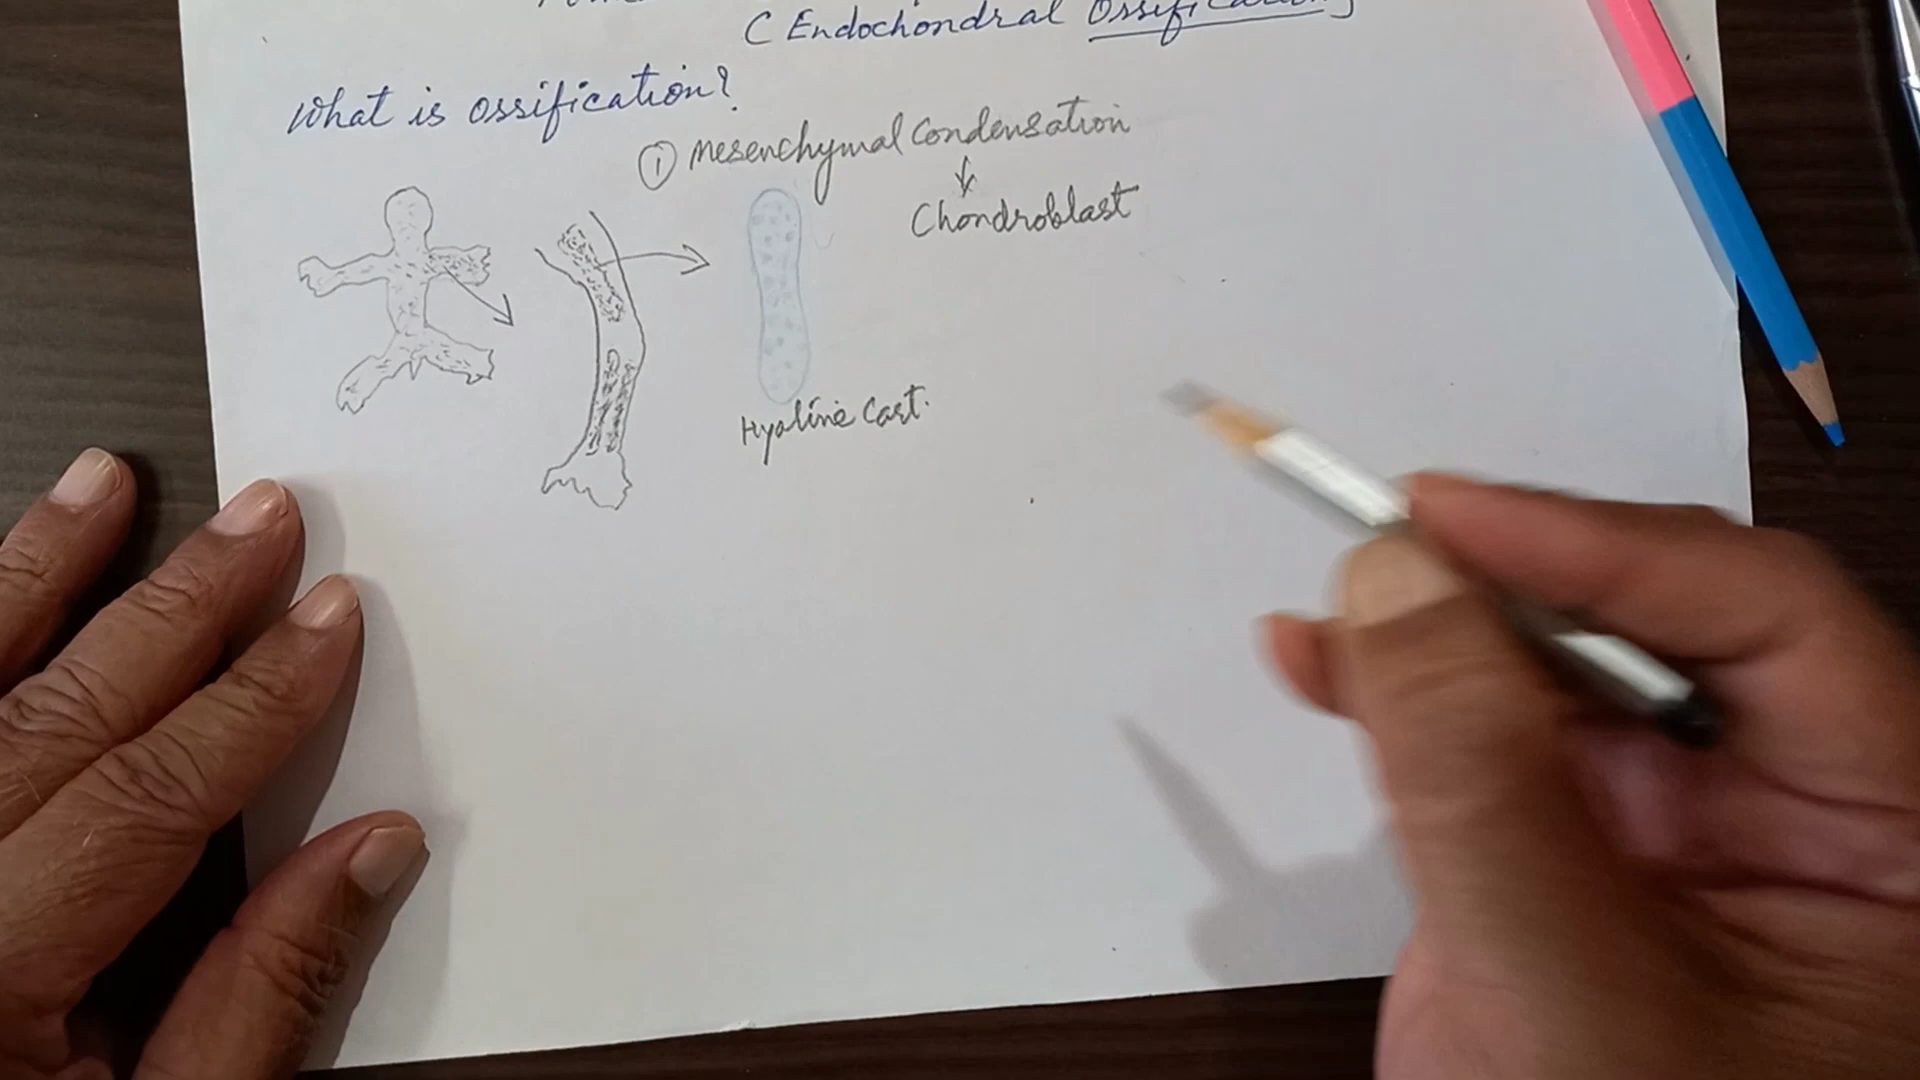 C Endochondral Ossification]
What is ossification?
① Mesenchymal Condensation
↓
Chondroblast
Hyaline Cart.